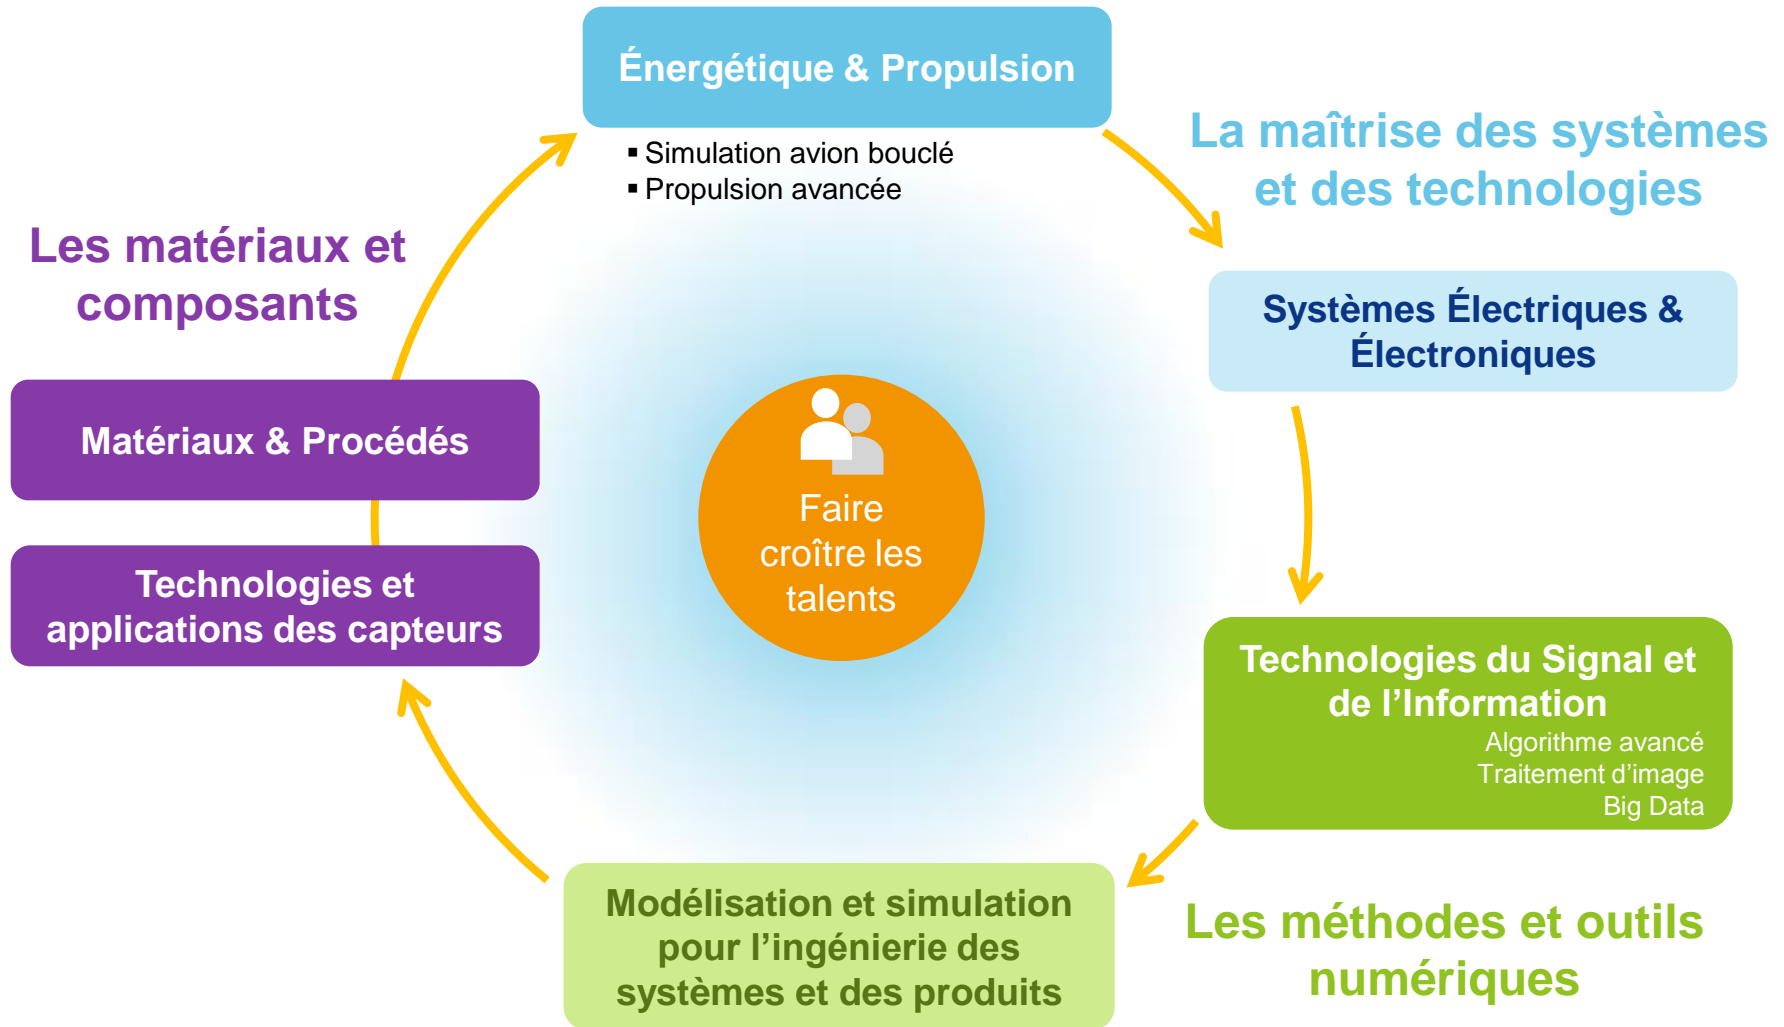 Énergétique & Propulsion
▪ Simulation avion bouclé
▪ Propulsion avancée
La maîtrise des systèmes
et des technologies
Systèmes Électriques &
Électroniques
Technologies du Signal et
de l’Information
Algorithme avancé
Traitement d’image
Big Data
Les méthodes et outils
numériques
Modélisation et simulation
pour l’ingénierie des
systèmes et des produits
Les matériaux et
composants
Matériaux & Procédés
Technologies et
applications des capteurs
Faire
croître les
talents